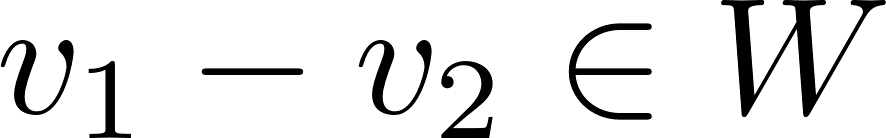 v₁ − v₂ ∈ W